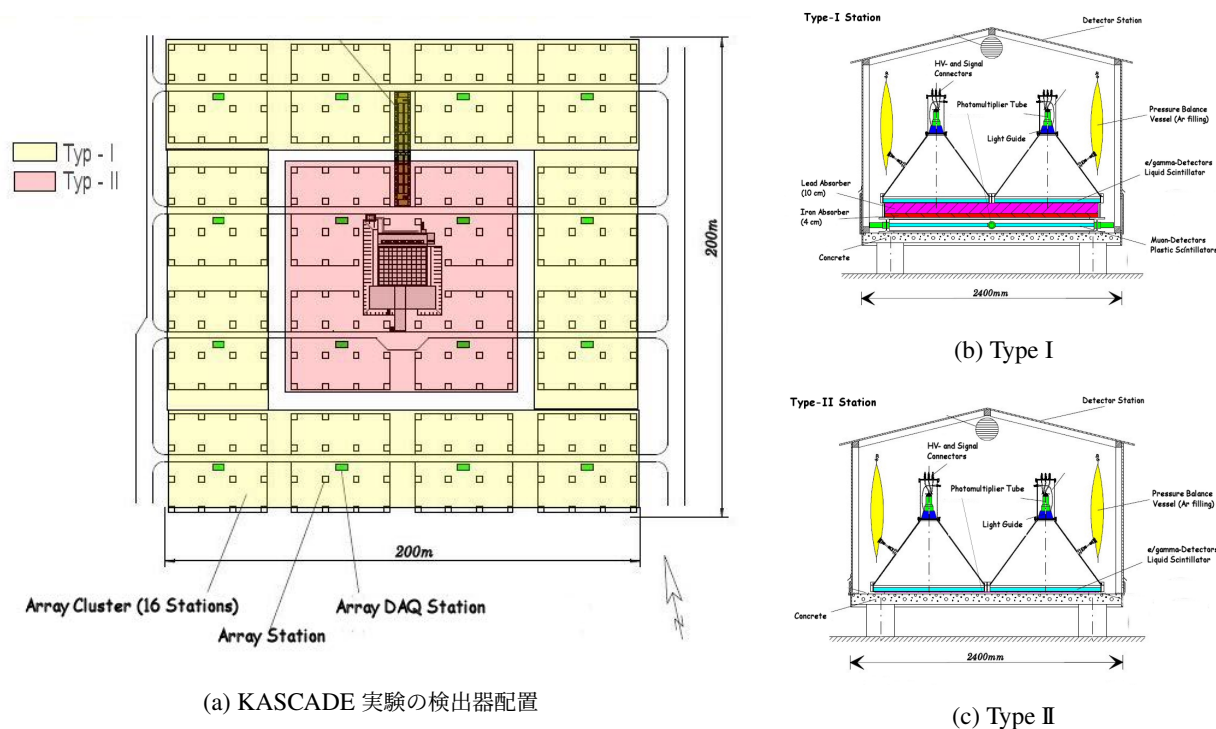 Typ - I
Typ - II
200m
200m
Array Cluster (16 Stations)
Array DAQ Station
Array Station
N
(a) KASCADE 実験の検出器配置
Type-I Station
Detector Station
HV- and Signal
Connectors
Photomultiplier Tube
Pressure Balance
Vessel (Ar filling)
Light Guide
e/gamma-Detectors
Liquid Scintillator
Lead Absorber
(10 cm)
Iron Absorber
(4 cm)
Muon-Detectors
Plastic Scintillators
Concrete
2400mm
(b) Type I
Type-II Station
Detector Station
HV- and Signal
Connectors
Photomultiplier Tube
Pressure Balance
Vessel (Ar filling)
Light Guide
e/gamma-Detectors
Liquid Scintillator
Concrete
2400mm
(c) Type Ⅱ